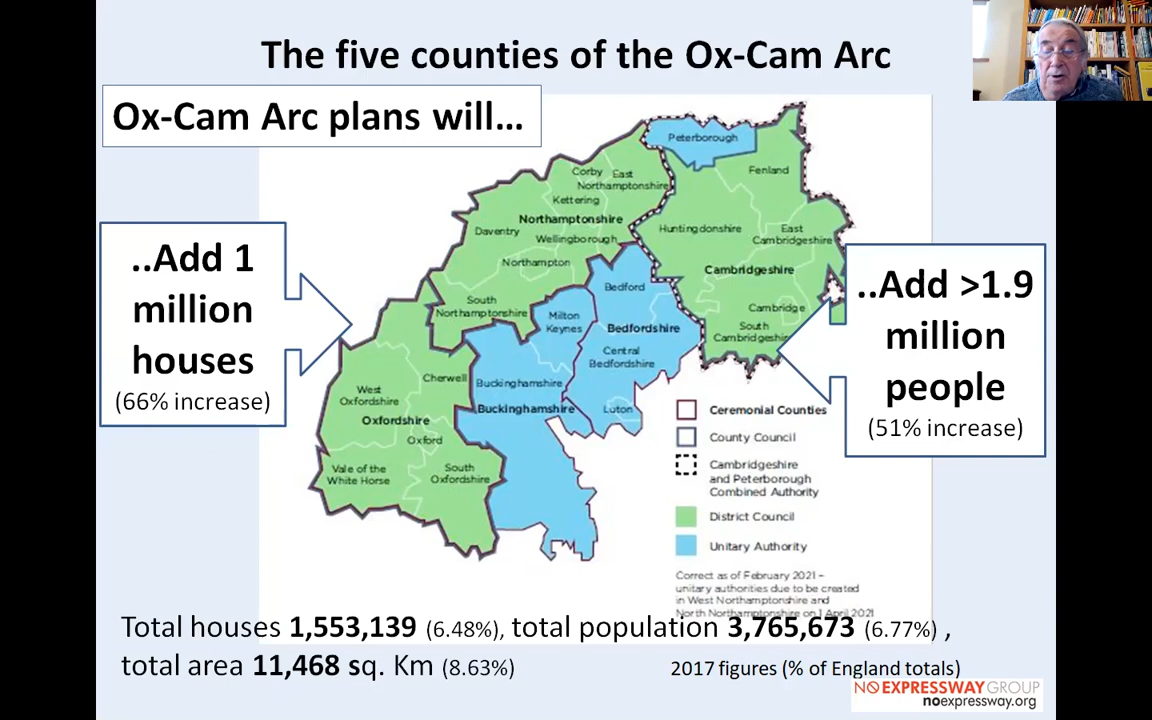 The five counties of the Ox-Cam Arc
Ox-Cam Arc plans will...
..Add 1
million
houses
(66% increase)
Peterborough
Corby
East
Northamptonshire
Kettering
Northamptonshire
Daventry
Wellingborough
Northampton
South
Northamptonshire
Fenland
Huntingdonshire
East
Cambridgeshire
Cambridgeshire
Cambridge
South
Cambridgeshire
Bedford
Milton
Keynes
Bedfordshire
Central
Bedfordshire
Luton
Cherwell
West
Oxfordshire
Oxfordshire
Oxford
Vale of the
White Horse
South
Oxfordshire
Buckinghamshire
Buckinghamshire
..Add >1.9
million
people
(51% increase)
Ceremonial Counties
County Council
Cambridgeshire
and Peterborough
Combined Authority
District Council
Unitary Authority
Correct as of February 2021 –
unitary authorities due to be created
in West Northamptonshire and
North Northamptonshire on 1 April 2021
Total houses 1,553,139 (6.48%), total population 3,765,673 (6.77%) ,
total area 11,468 sq. Km (8.63%)
2017 figures (% of England totals)
NO EXPRESSWAY GROUP
noexpressway.org